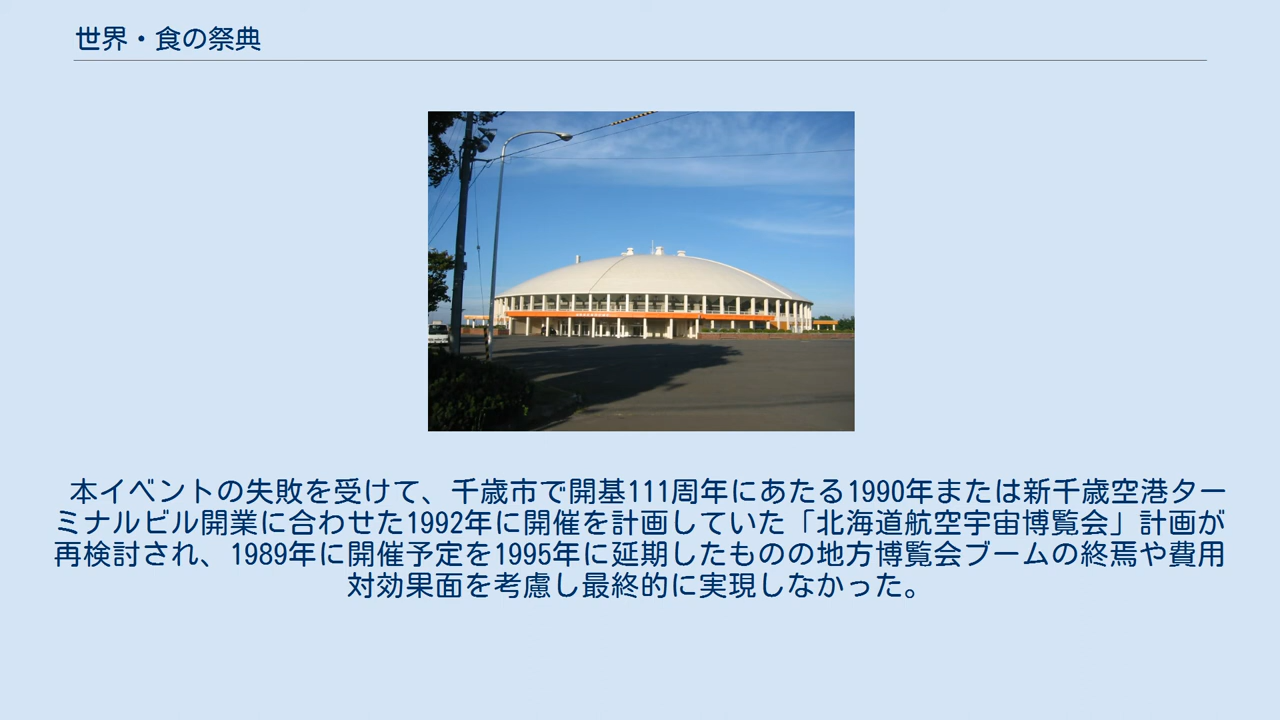 世界・食の祭典
本イベントの失敗を受けて、千歳市で開基111周年にあたる1990年または新千歳空港ター
ミナルビル開業に合わせた1992年に開催を計画していた「北海道航空宇宙博覧会」計画が
再検討され、1989年に開催予定を1995年に延期したものの地方博覧会ブームの終焉や費用
対効果面を考慮し最終的に実現しなかった。